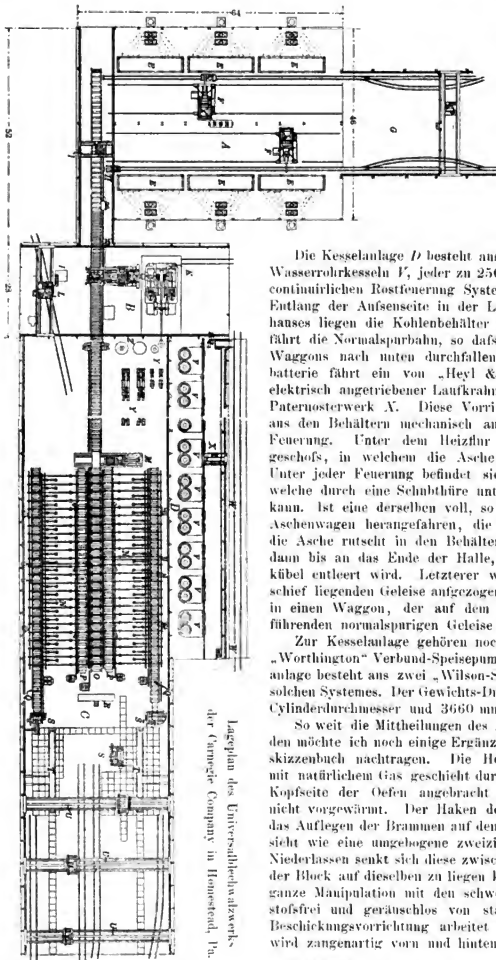 64
46
52
28
A
B
C
D
E
E
E
E
E
E
F
F
G
K
L
M
N
X
Y
Lageplan des Universalblechwalzwerks
der Carnegie Company in Homestead, Pa.
Die Kesselanlage D besteht aus
Wasserrohrkesseln V, jeder zu 250
continuirlichen Rostfeuerung System
Entlang der Aufsenseite in der L
hauses liegen die Kohlenbehälter
fährt die Normalspurbahn, so dafs
Waggons nach unten durchfallen
batterie fährt ein von „Heyl &
elektrisch angetriebener Laufkrahn
Paternosterwerk X. Diese Vorri
aus den Behältern mechanisch au
Feuerung. Unter dem Heizflur
geschofs, in welchem die Asche
Unter jeder Feuerung befindet sic
welche durch eine Schubthüre unt
kann. Ist eine derselben voll, so
Aschenwagen herangefahren, die
die Asche rutscht in den Behälter
dann bis an das Ende der Halle,
kübel entleert wird. Letzterer w
schief liegenden Geleise aufgezogen
in einen Waggon, der auf dem
führenden normalspurigen Geleise
Zur Kesselanlage gehören noc
„Worthington“ Verbund-Speisepum
anlage besteht aus zwei „Wilson-S
solchen Systemes. Der Gewichts-D
Cylinderdurchmesser und 3660 mm
So weit die Mittheilungen des
den möchte ich noch einige Ergänz
skizzenbuch nachtragen. Die He
mit natürlichem Gas geschieht dur
Kopfseite der Oefen angebracht
nicht vorgewärmt. Der Haken de
das Auflegen der Brammen auf den
sieht wie eine umgebogene zweizi
Niederlassen senkt sich diese zwisc
der Block auf dieselben zu liegen k
ganze Manipulation mit den schwe
stofsfrei und geräuschlos von sta
Beschickungsvorrichtung arbeitet
wird zangenartig vorn und hinten